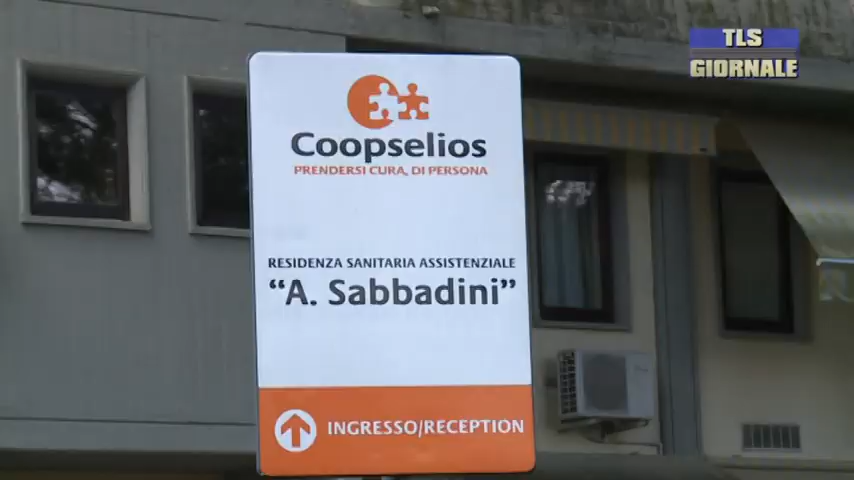 TLS
GIORNALE
Coopselios
PRENDERSI CURA, DI PERSONA
RESIDENZA SANITARIA ASSISTENZIALE
“A. Sabbadini”
INGRESSO/RECEPTION